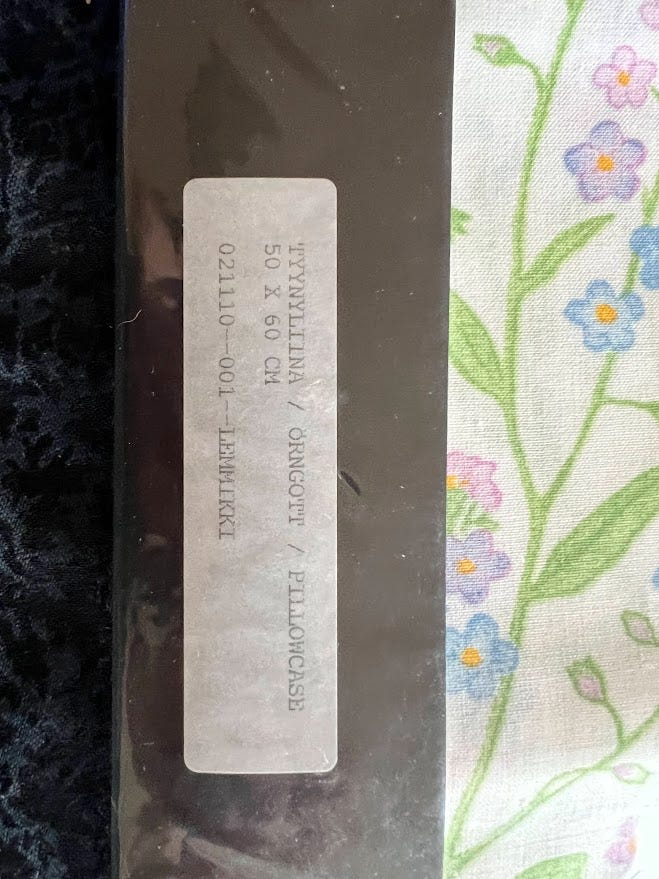 TYYNYLIINA / ÖRNGOTT / PILLOWCASE
50 X 60 CM
021110--001--LEMMIKKI